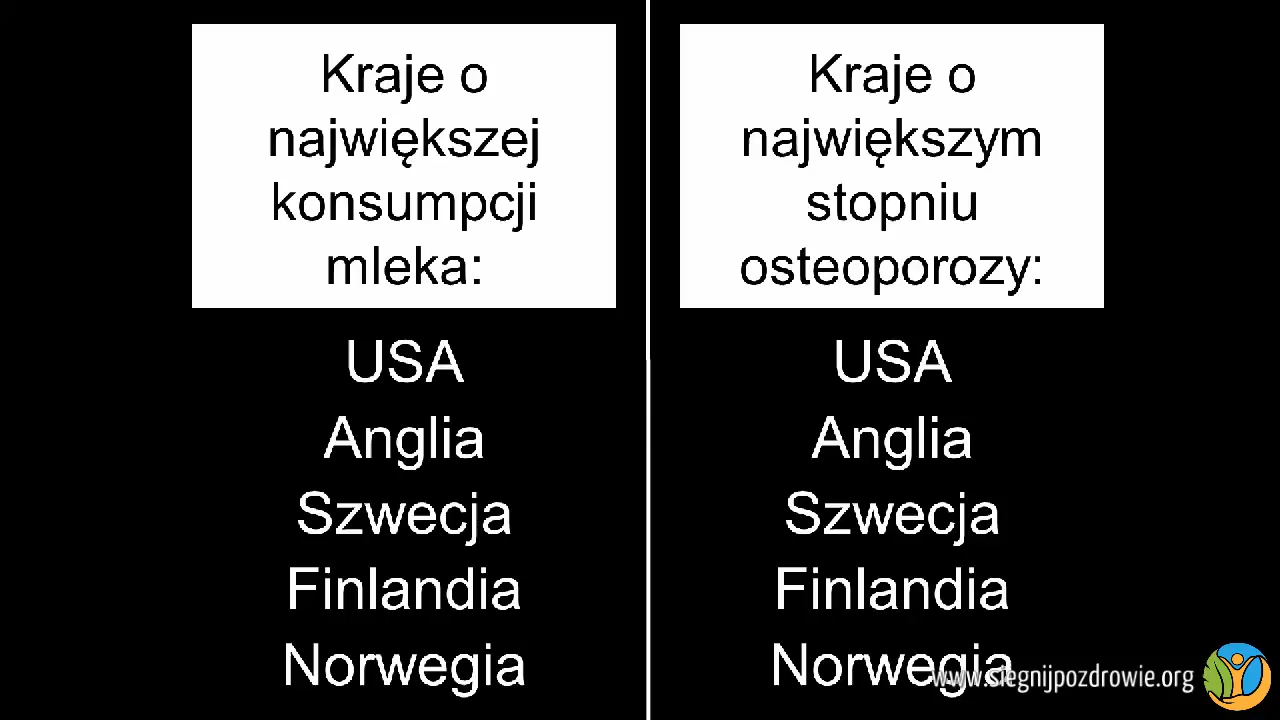 Kraje o
największej
konsumpcji
mleka:
USA
Anglia
Szwecja
Finlandia
Norwegia
Kraje o
największym
stopniu
osteoporozy:
USA
Anglia
Szwecja
Finlandia
Norwegia
www.siegnijpozdrowie.org